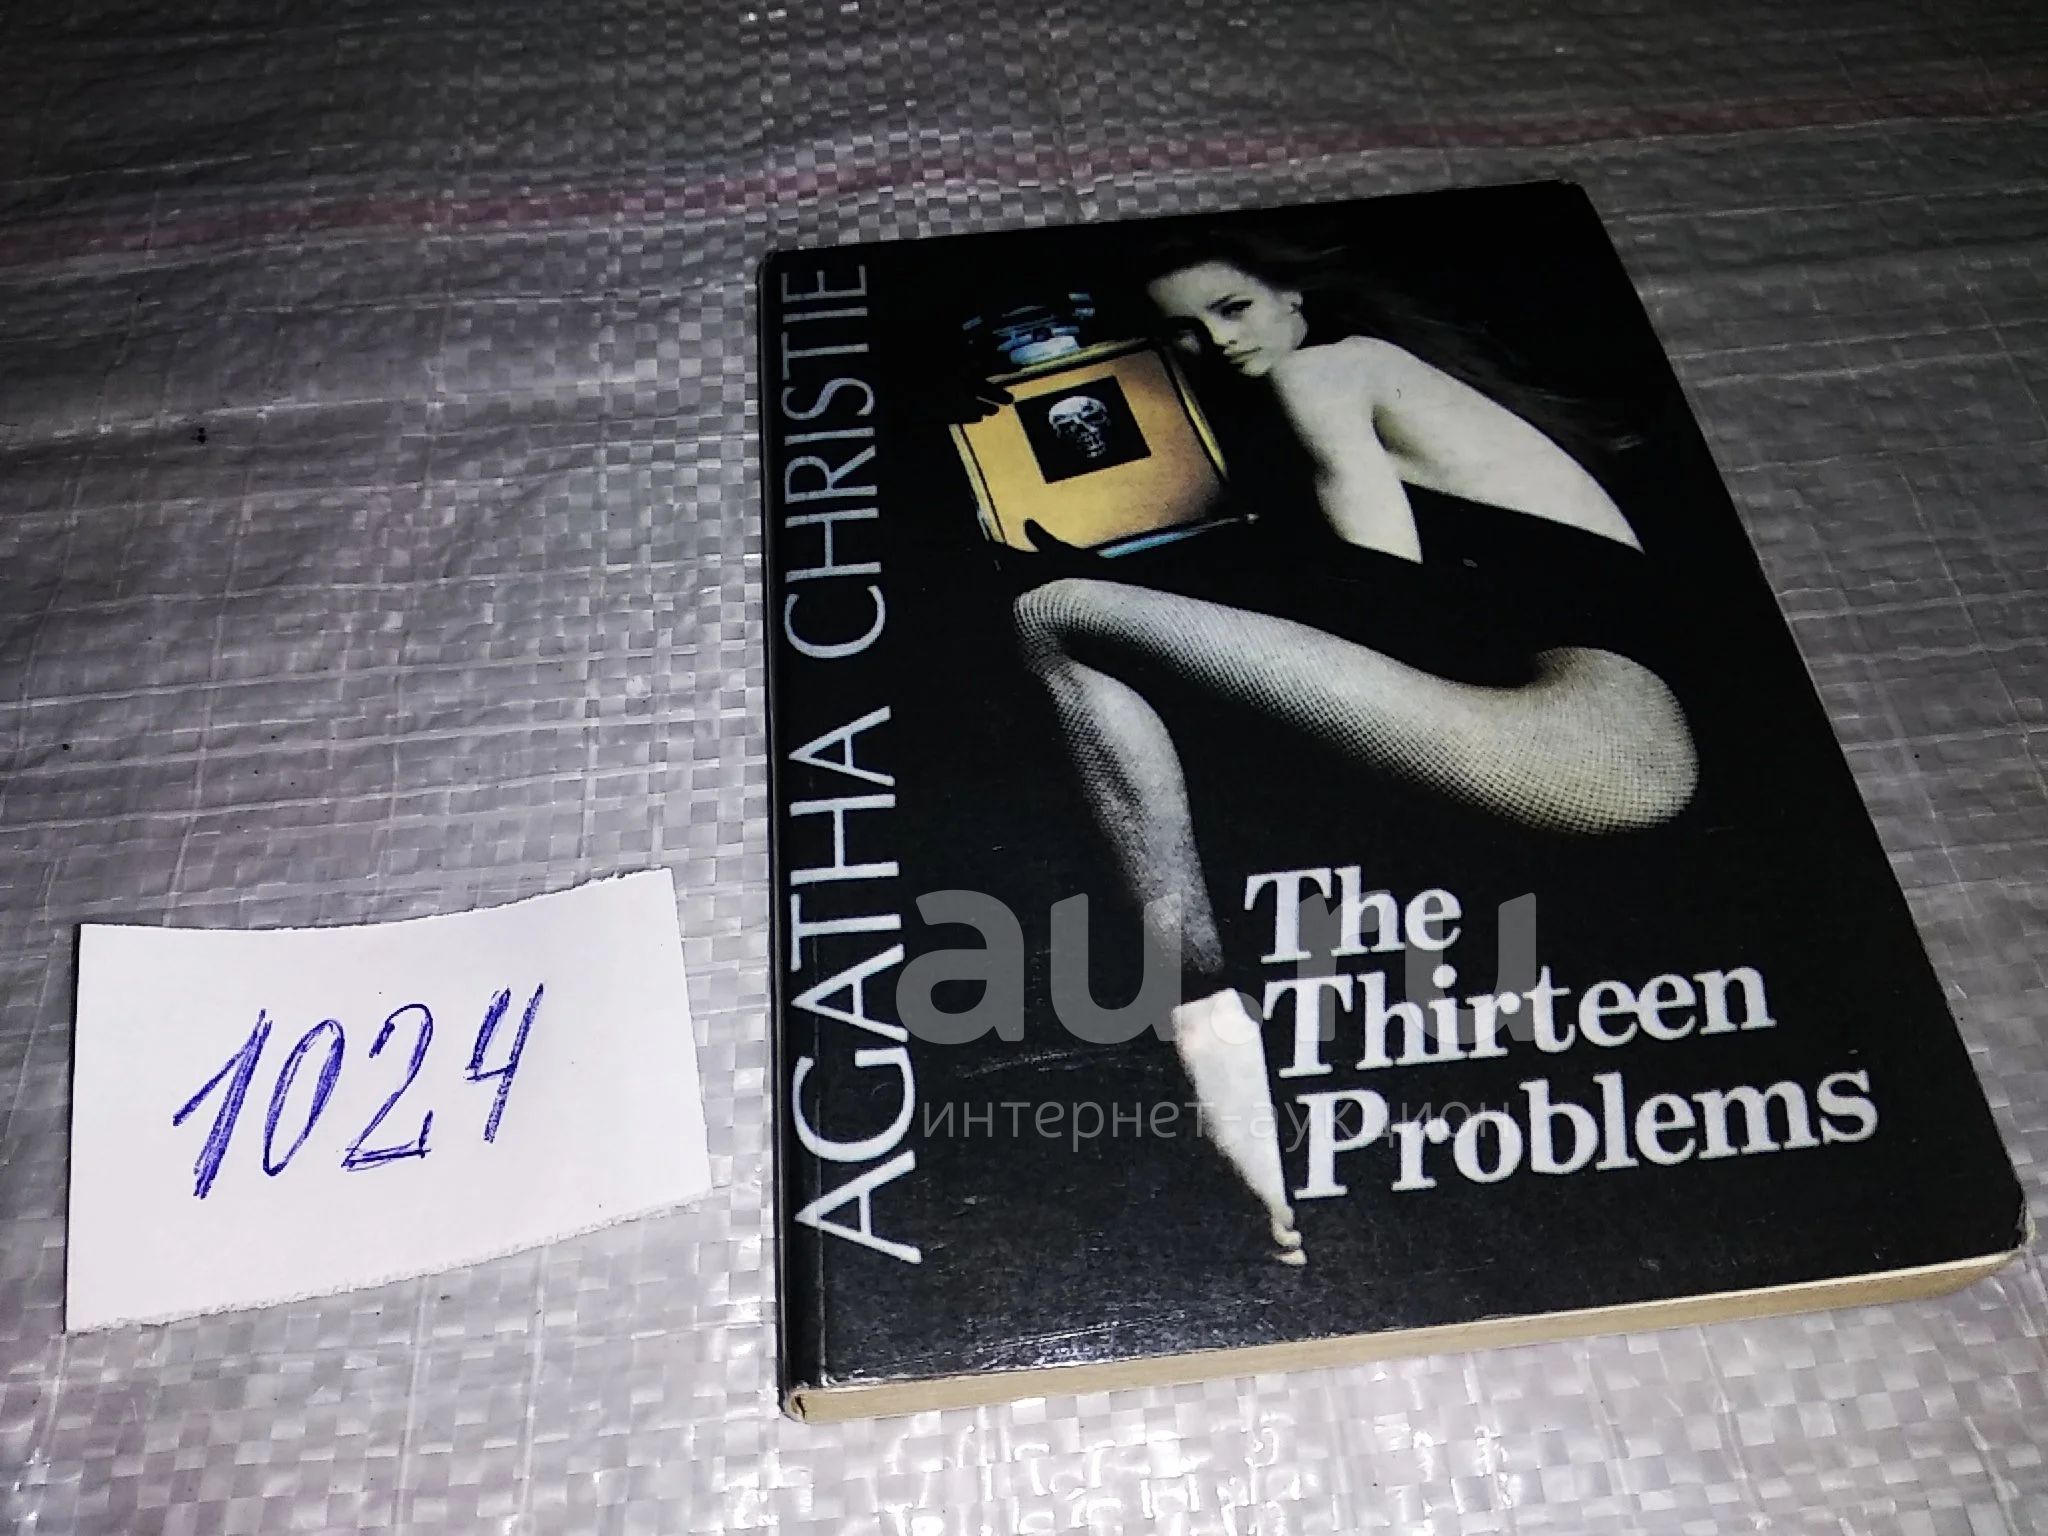 AGATHA CHRISTIE
The
Thirteen
Problems
1024
au.ru
интернет-аукцион